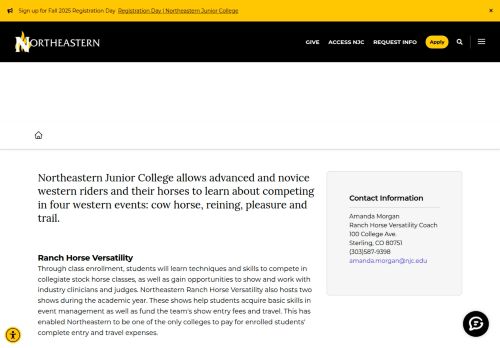 Sign up for Fall 2025 Registration Day Registration Day | Northeastern Junior College ×
NORTHEASTERN
GIVE ACCESS NJC REQUEST INFO Apply
Northeastern Junior College allows advanced and novice
western riders and their horses to learn about competing
in four western events: cow horse, reining, pleasure and
trail.
Ranch Horse Versatility
Through class enrollment, students will learn techniques and skills to compete in
collegiate stock horse classes, as well as gain opportunities to show and work with
industry clinicians and judges. Northeastern Ranch Horse Versatility also hosts two
shows during the academic year. These shows help students acquire basic skills in
event management as well as fund the team's show entry fees and travel. This has
enabled Northeastern to be one of the only colleges to pay for enrolled students'
complete entry and travel expenses.
Contact Information
Amanda Morgan
Ranch Horse Versatility Coach
100 College Ave.
Sterling, CO 80751
(303)587-9398
amanda.morgan@njc.edu